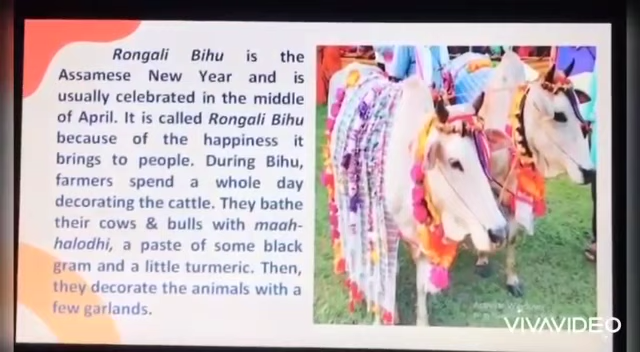 Rongali Bihu is the
Assamese New Year and is
usually celebrated in the middle
of April. It is called Rongali Bihu
because of the happiness it
brings to people. During Bihu,
farmers spend a whole day
decorating the cattle. They bathe
their cows & bulls with maah-
halodhi, a paste of some black
gram and a little turmeric. Then,
they decorate the animals with a
few garlands.
VIVAVIDEO